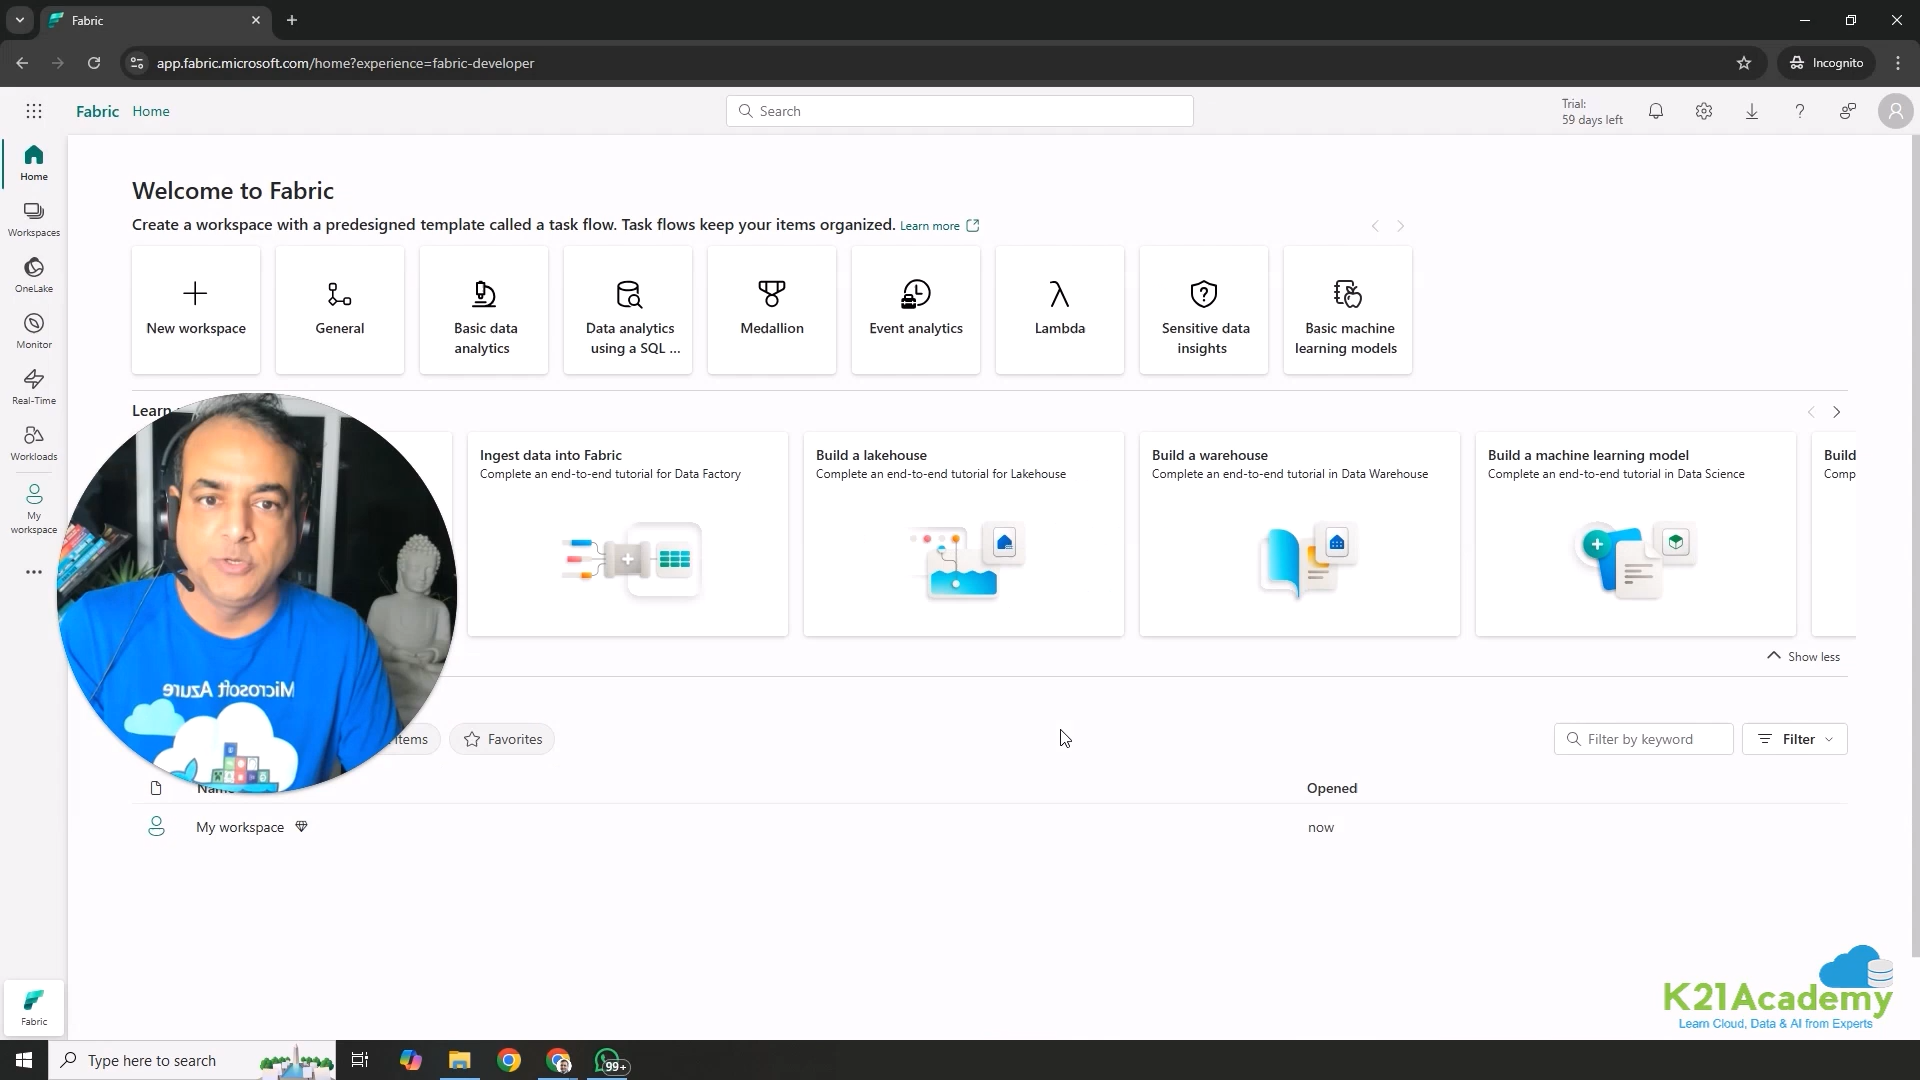 Fabric
app.fabric.microsoft.com/home?experience=fabric-developer
Incognito
Fabric Home
Search
Trial:
59 days left
Home
Workspaces
OneLake
Monitor
Real-Time
Workloads
My
workspace
Fabric
Welcome to Fabric
Create a workspace with a predesigned template called a task flow. Task flows keep your items organized. Learn more
New workspace
General
Basic data
analytics
Data analytics
using a SQL ...
Medallion
Event analytics
Lambda
Sensitive data
insights
Basic machine
learning models
Learn
Ingest data into Fabric
Complete an end-to-end tutorial for Data Factory
Build a lakehouse
Complete an end-to-end tutorial for Lakehouse
Build a warehouse
Complete an end-to-end tutorial in Data Warehouse
Build a machine learning model
Complete an end-to-end tutorial in Data Science
Build
Comp
Show less
Microsoft Azure
items
Favorites
Filter by keyword
Filter
Name
Opened
My workspace
now
K21Academy
Learn Cloud, Data & AI from Experts
Type here to search
99+